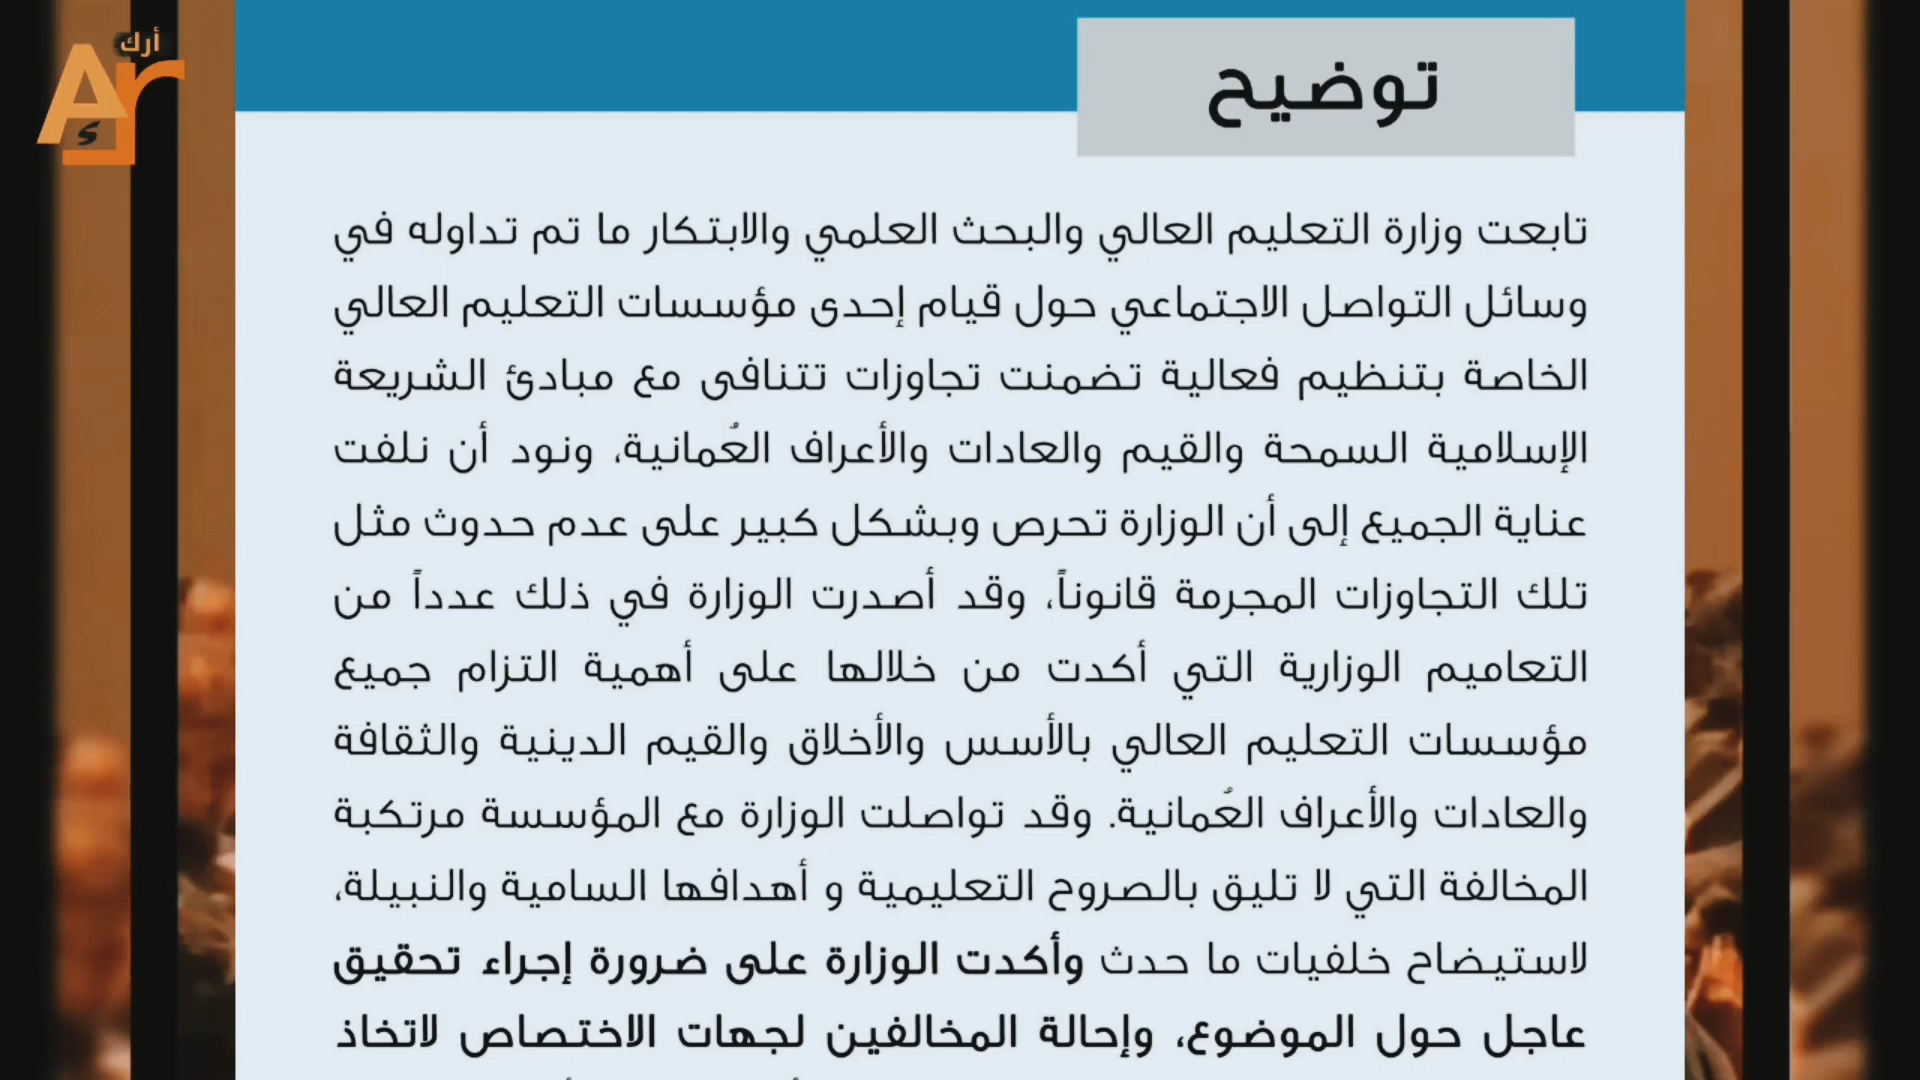 أرك
Ar
توضيح
تابعت وزارة التعليم العالي والبحث العلمي والابتكار ما تم تداوله في
وسائل التواصل الاجتماعي حول قيام إحدى مؤسسات التعليم العالي
الخاصة بتنظيم فعالية تضمنت تجاوزات تتنافى مع مبادئ الشريعة
الإسلامية السمحة والقيم والعادات والأعراف العُمانية، ونود أن نلفت
عناية الجميع إلى أن الوزارة تحرص وبشكل كبير على عدم حدوث مثل
تلك التجاوزات المجرمة قانوناً، وقد أصدرت الوزارة في ذلك عدداً من
التعاميم الوزارية التي أكدت من خلالها على أهمية التزام جميع
مؤسسات التعليم العالي بالأسس والأخلاق والقيم الدينية والثقافة
والعادات والأعراف العُمانية. وقد تواصلت الوزارة مع المؤسسة مرتكبة
المخالفة التي لا تليق بالصروح التعليمية و أهدافها السامية والنبيلة،
لاستيضاح خلفيات ما حدث وأكدت الوزارة على ضرورة إجراء تحقيق
عاجل حول الموضوع، وإحالة المخالفين لجهات الاختصاص لاتخاذ